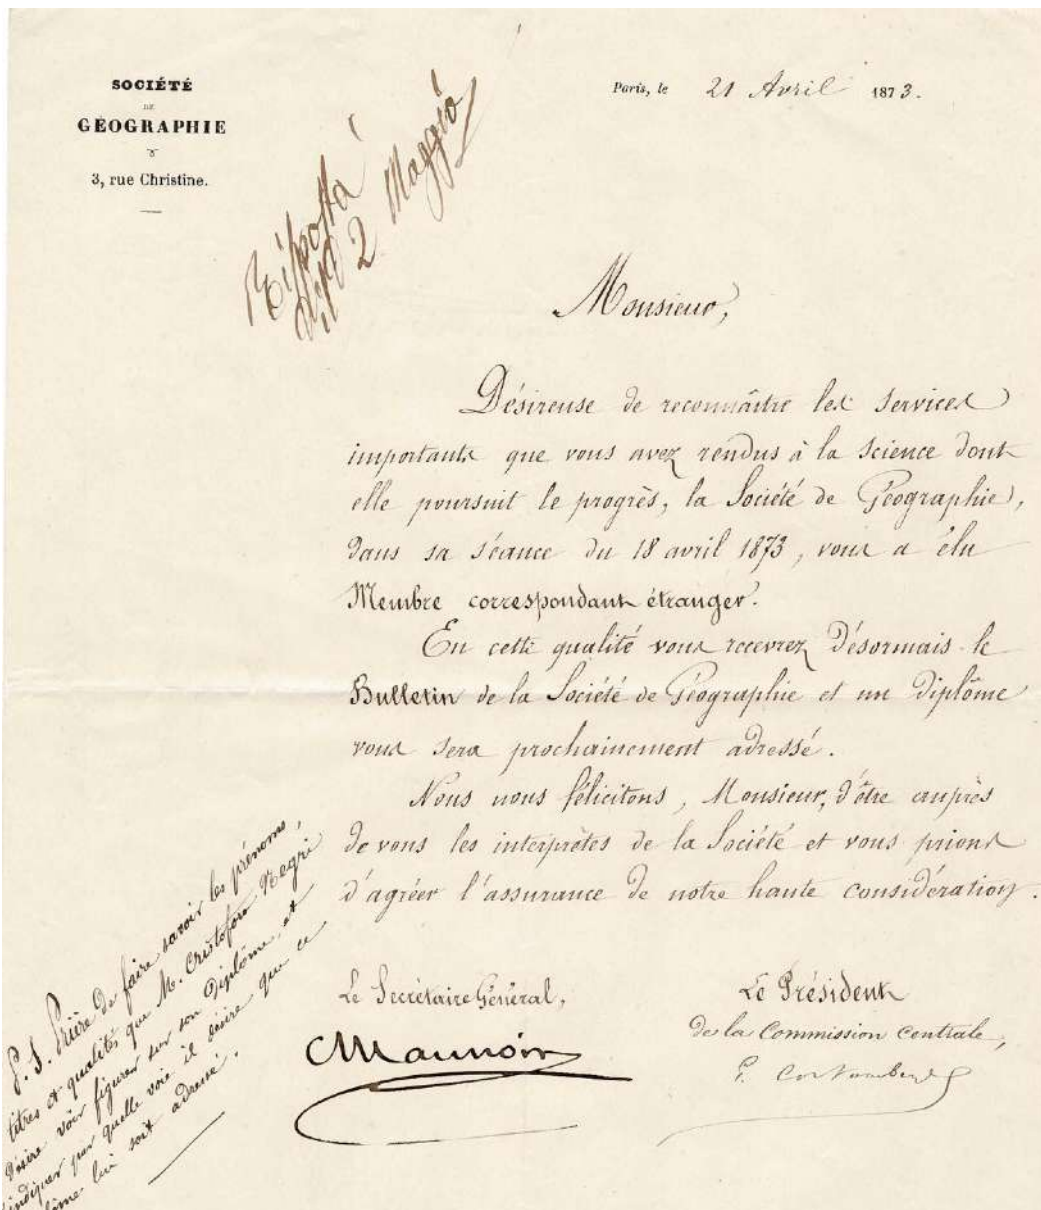 SOCIÉTÉ
DE
GÉOGRAPHIE
3, rue Christine.
Paris, le 21 Avril 1873.
Risposta
il 2 Maggio
Monsieur,
Désireuse de reconnaître les services
importants que vous avez rendus à la science dont
elle poursuit le progrès, la Société de Géographie,
dans sa séance du 18 avril 1873, vous a élu
Membre correspondant étranger.
En cette qualité vous recevrez désormais le
Bulletin de la Société de Géographie et un diplôme
vous sera prochainement adressé.
Nous nous félicitons, Monsieur, d'être auprès
de vous les interprètes de la Société et vous prions
d'agréer l'assurance de notre haute considération.
Le Secrétaire Général,
CMaunoir
Le Président
de la Commission Centrale,
E. Cortambert
P. S. Prière de faire savoir les prénoms,
titres et qualités que M. Cristoforo Negri
désire voir figurer sur son Diplôme, et
indiquer par quelle voie il désire que ce
lui soit adressé.